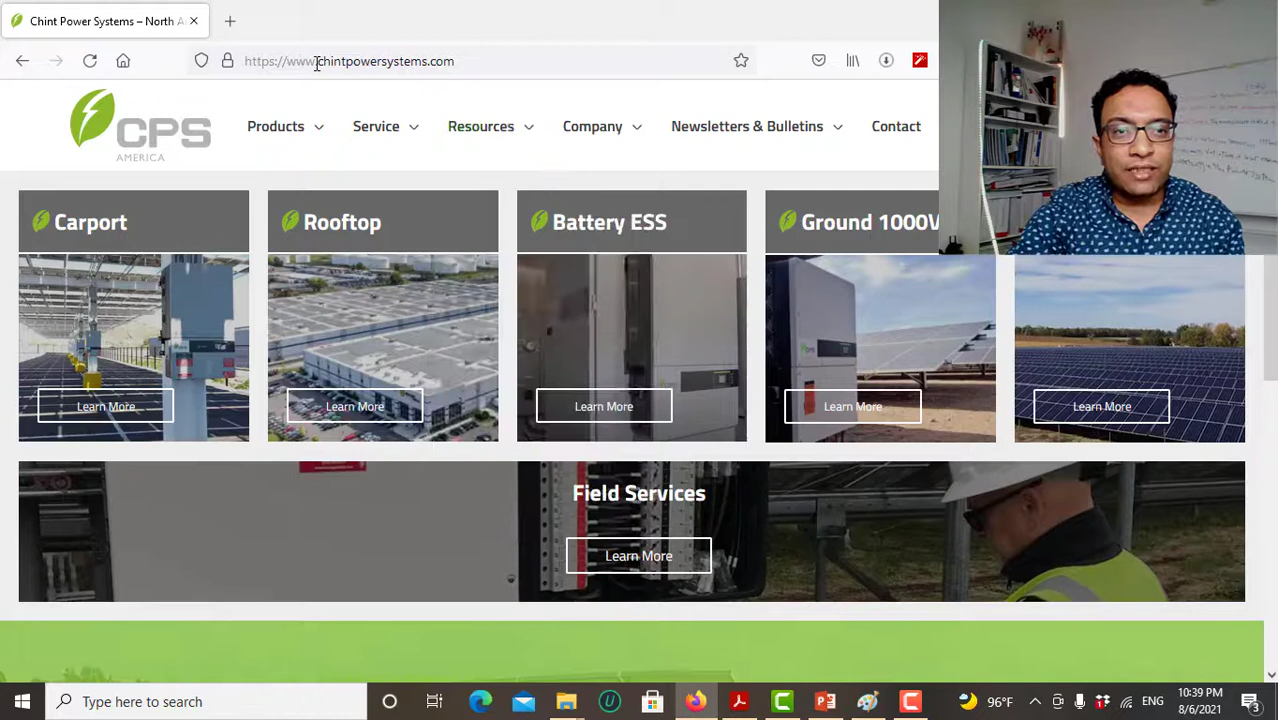 Chint Power Systems – North A
https://www.chintpowersystems.com
CPS
AMERICA
Products
Service
Resources
Company
Newsletters & Bulletins
Contact
Carport
Rooftop
Battery ESS
Ground 1000V
Learn More
Learn More
Learn More
Learn More
Learn More
Field Services
Learn More
Type here to search
96°F
ENG
10:39 PM
8/6/2021
3